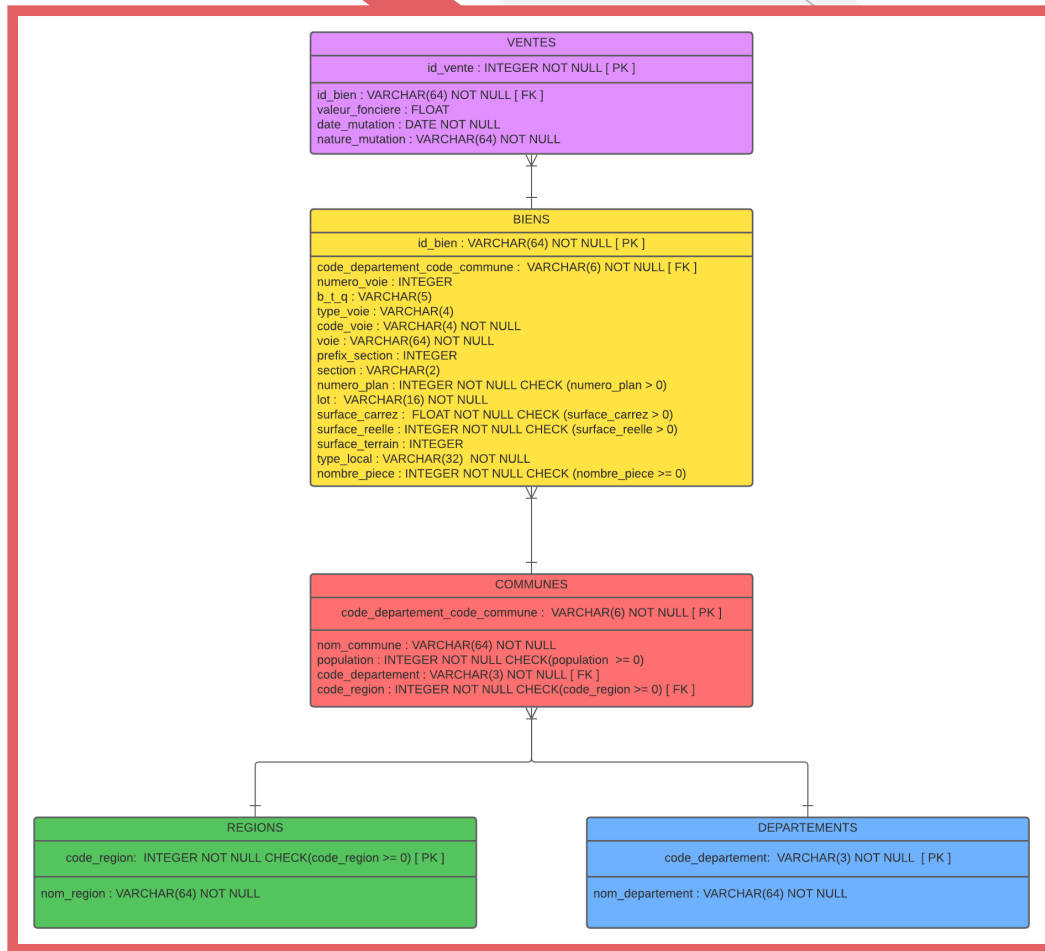 VENTES
id_vente : INTEGER NOT NULL [ PK ]
id_bien : VARCHAR(64) NOT NULL [ FK ]
valeur_fonciere : FLOAT
date_mutation : DATE NOT NULL
nature_mutation : VARCHAR(64) NOT NULL
BIENS
id_bien : VARCHAR(64) NOT NULL [ PK ]
code_departement_code_commune : VARCHAR(6) NOT NULL [ FK ]
numero_voie : INTEGER
b_t_q : VARCHAR(5)
type_voie : VARCHAR(4)
code_voie : VARCHAR(4) NOT NULL
voie : VARCHAR(64) NOT NULL
prefix_section : INTEGER
section : VARCHAR(2)
numero_plan : INTEGER NOT NULL CHECK (numero_plan > 0)
lot : VARCHAR(16) NOT NULL
surface_carrez : FLOAT NOT NULL CHECK (surface_carrez > 0)
surface_reelle : INTEGER NOT NULL CHECK (surface_reelle > 0)
surface_terrain : INTEGER
type_local : VARCHAR(32) NOT NULL
nombre_piece : INTEGER NOT NULL CHECK (nombre_piece >= 0)
COMMUNES
code_departement_code_commune : VARCHAR(6) NOT NULL [ PK ]
nom_commune : VARCHAR(64) NOT NULL
population : INTEGER NOT NULL CHECK(population >= 0)
code_departement : VARCHAR(3) NOT NULL [ FK ]
code_region : INTEGER NOT NULL CHECK(code_region >= 0) [ FK ]
REGIONS
code_region: INTEGER NOT NULL CHECK(code_region >= 0) [ PK ]
nom_region : VARCHAR(64) NOT NULL
DEPARTEMENTS
code_departement: VARCHAR(3) NOT NULL [ PK ]
nom_departement : VARCHAR(64) NOT NULL